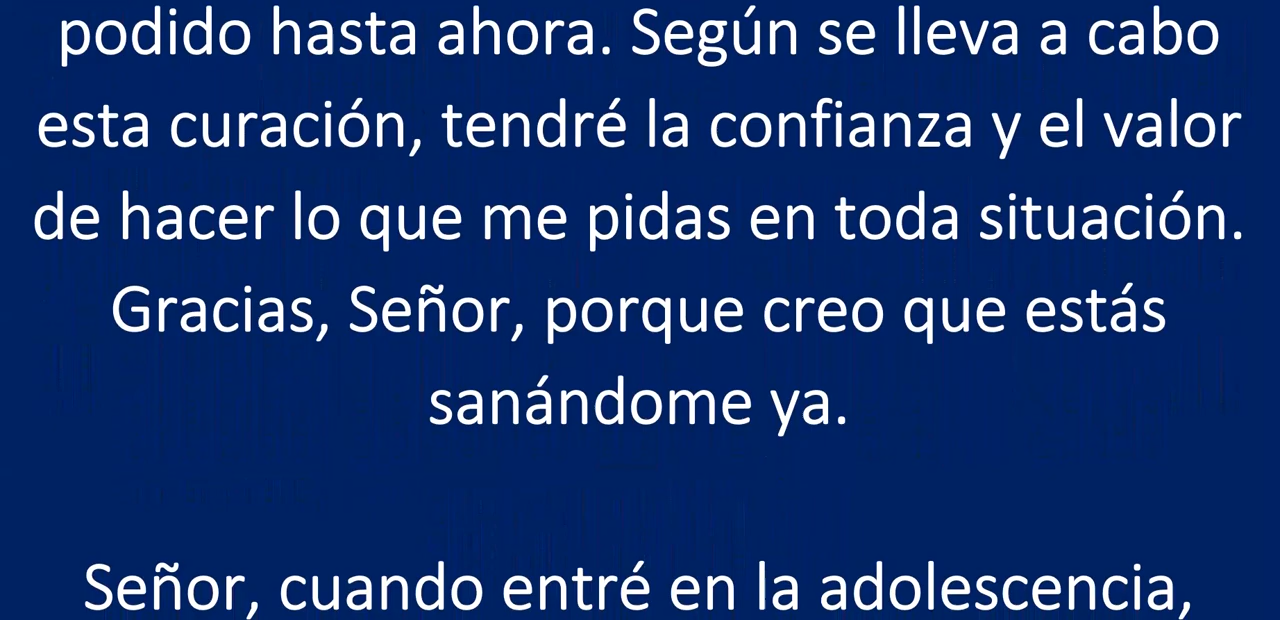 podido hasta ahora. Según se lleva a cabo
esta curación, tendré la confianza y el valor
de hacer lo que me pidas en toda situación.
Gracias, Señor, porque creo que estás
sanándome ya.
Señor, cuando entré en la adolescencia,